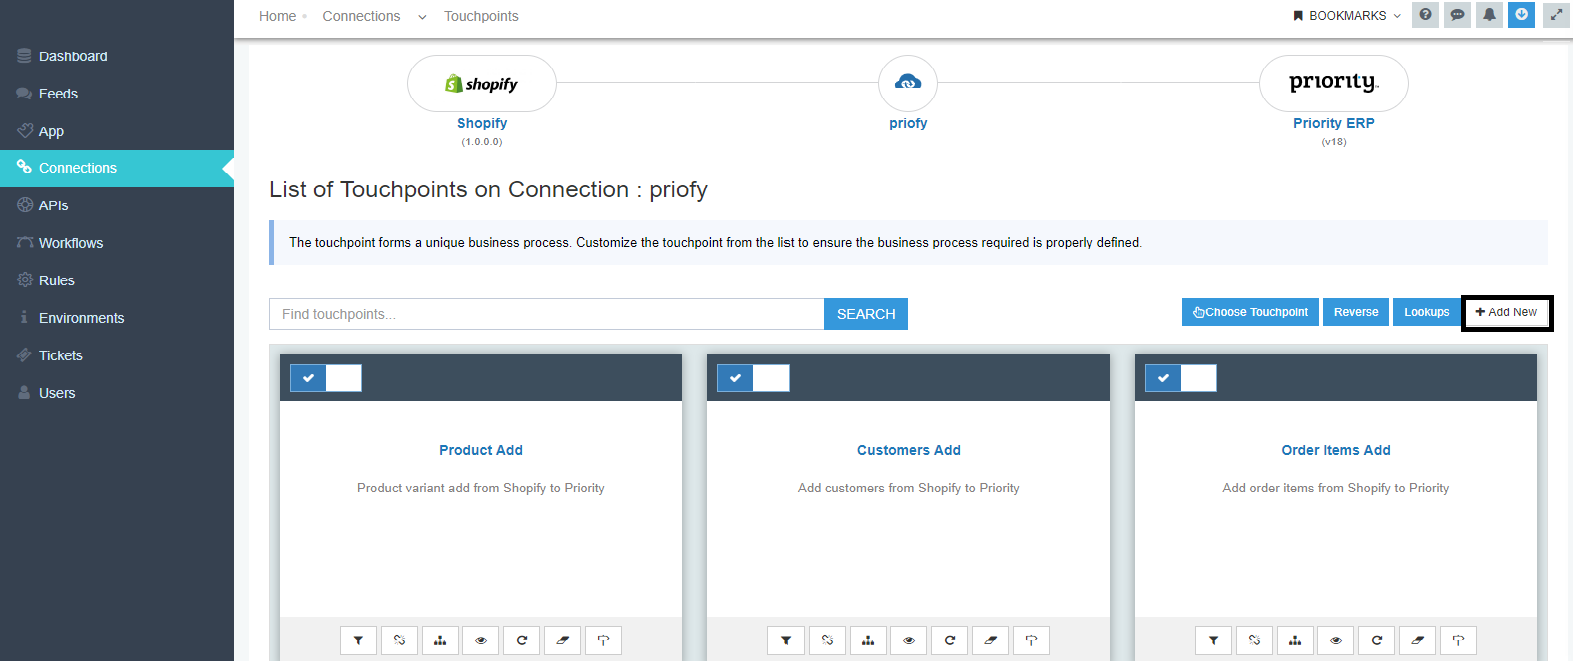 Home Connections Touchpoints
BOOKMARKS
Dashboard
Feeds
App
Connections
APIs
Workflows
Rules
Environments
Tickets
Users
shopify
Shopify
(1.0.0.0)
priofy
priority
Priority ERP
(v18)
List of Touchpoints on Connection : priofy
The touchpoint forms a unique business process. Customize the touchpoint from the list to ensure the business process required is properly defined.
Find touchpoints... SEARCH
Choose Touchpoint Reverse Lookups + Add New
Product Add
Product variant add from Shopify to Priority
Customers Add
Add customers from Shopify to Priority
Order Items Add
Add order items from Shopify to Priority